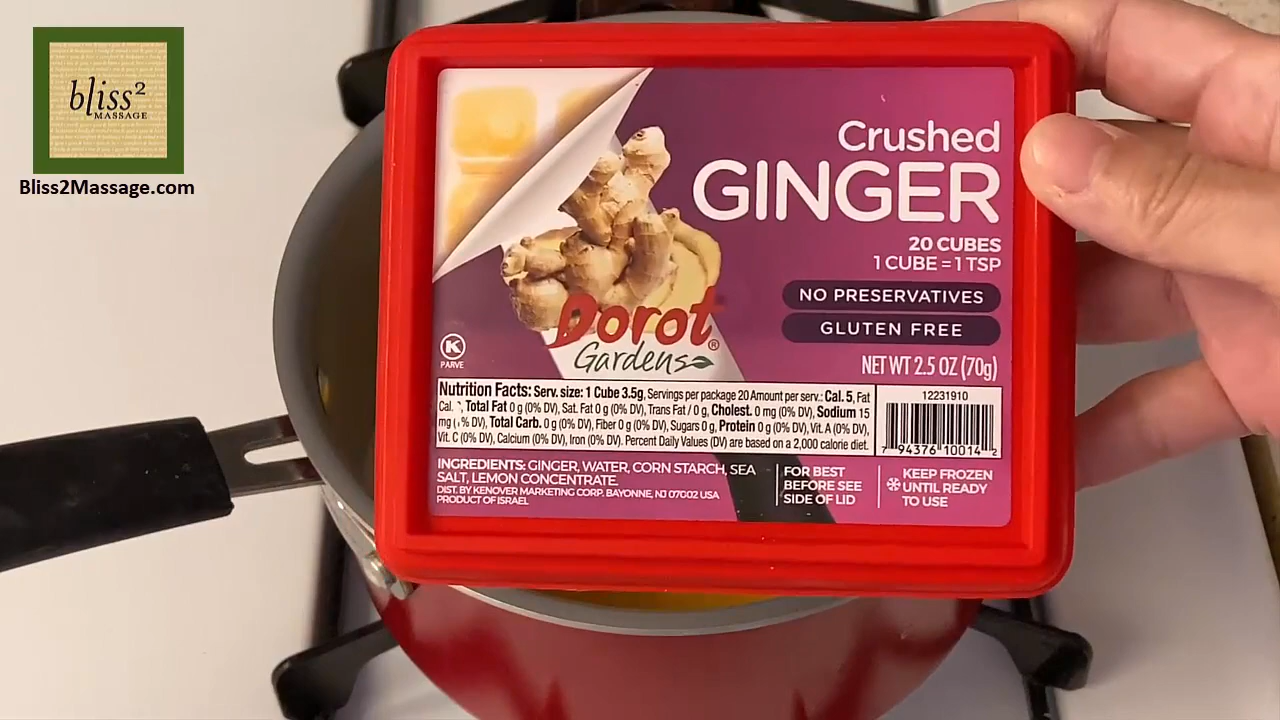 bliss²
MASSAGE
Bliss2Massage.com
Crushed
GINGER
20 CUBES
1 CUBE = 1 TSP
NO PRESERVATIVES
GLUTEN FREE
Dorot®
Gardens
K
PARVE
NET WT 2.5 OZ (70g)
Nutrition Facts: Serv. size: 1 Cube 3.5g, Servings per package 20 Amount per serv.: Cal. 5, Fat
Cal. Total Fat 0 g (0% DV), Sat. Fat 0 g (0% DV), Trans Fat / 0 g, Cholest. 0 mg (0% DV), Sodium 15
mg % DV), Total Carb. 0 g (0% DV), Fiber 0 g (0% DV), Sugars 0 g, Protein 0 g (0% DV), Vit. A (0% DV),
Vit. C (0% DV), Calcium (0% DV), Iron (0% DV). Percent Daily Values (DV) are based on a 2,000 calorie diet.
12231910
7 94376 10014 2
INGREDIENTS: GINGER, WATER, CORN STARCH, SEA
SALT, LEMON CONCENTRATE.
DIST. BY KENOVER MARKETING CORP. BAYONNE, NJ 07002 USA
PRODUCT OF ISRAEL
FOR BEST
BEFORE SEE
SIDE OF LID
KEEP FROZEN
UNTIL READY
TO USE